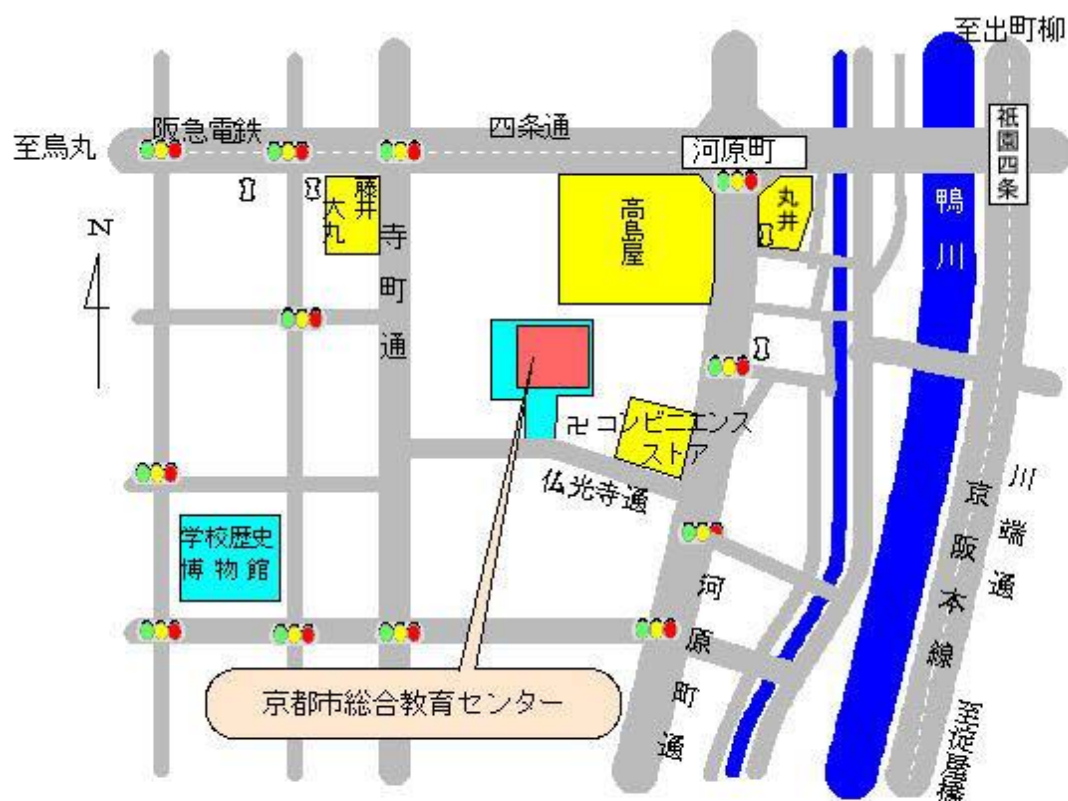 至出町柳
阪急電鉄
四条通
至烏丸
河原町
祇園四条
N
藤井
大丸
寺町通
高島屋
丸井
鴨川
卍
コンビニエンス
ストア
仏光寺通
学校歴史
博物館
京阪本線
川端通
河原町通
京都市総合教育センター